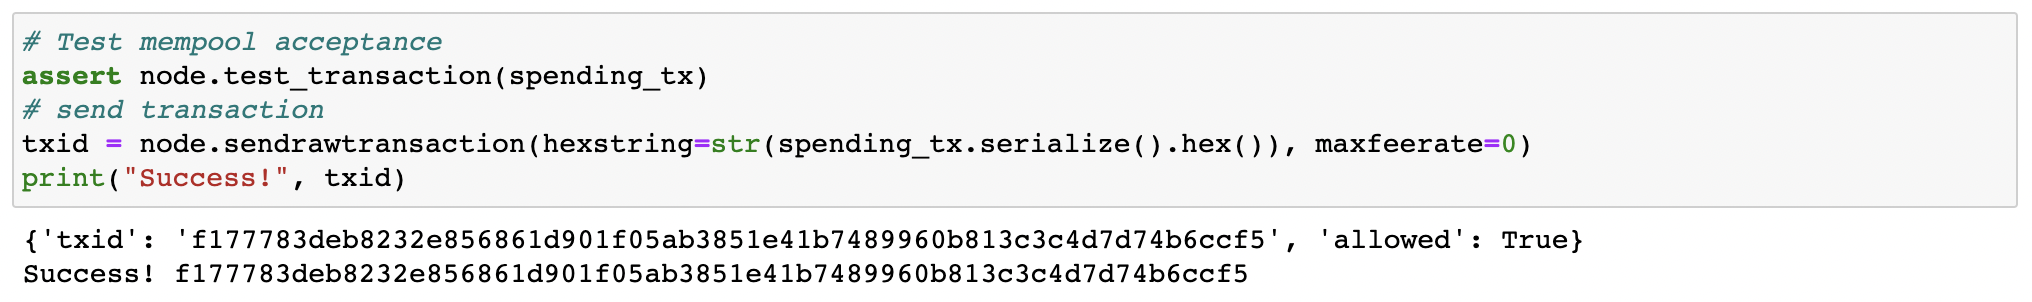 # Test mempool acceptance
assert node.test_transaction(spending_tx)
# send transaction
txid = node.sendrawtransaction(hexstring=str(spending_tx.serialize().hex()), maxfeerate=0)
print("Success!", txid)
{'txid': 'f177783deb8232e856861d901f05ab3851e41b7489960b813c3c4d7d74b6ccf5', 'allowed': True}
Success! f177783deb8232e856861d901f05ab3851e41b7489960b813c3c4d7d74b6ccf5